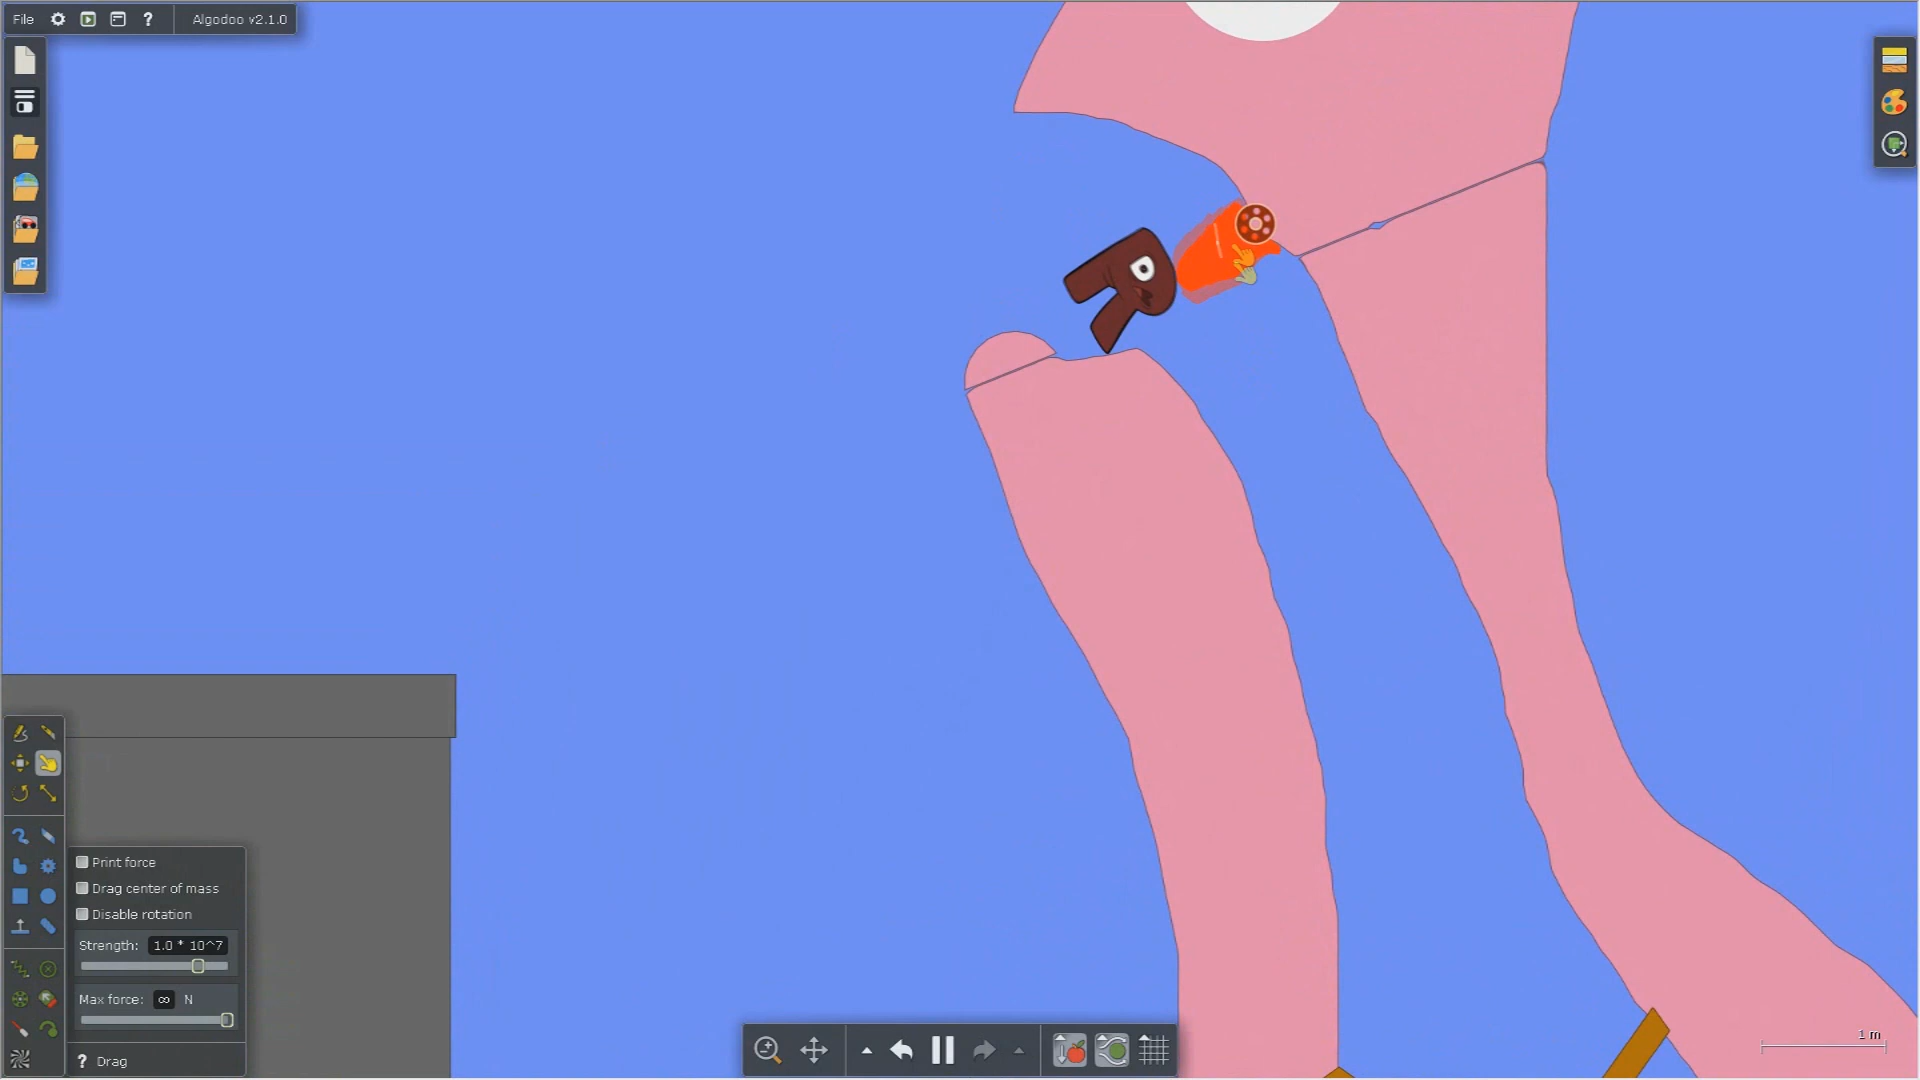 File ? Algodoo v2.1.0
Print force
Drag center of mass
Disable rotation
Strength: 1.0 * 10^7
Max force: ∞ N
? Drag
1 m